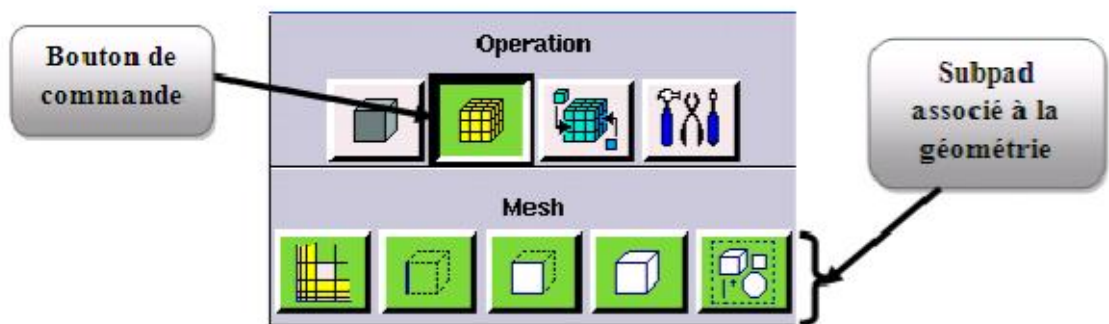 Bouton de
commande
Operation
Mesh
Subpad
associé à la
géométrie